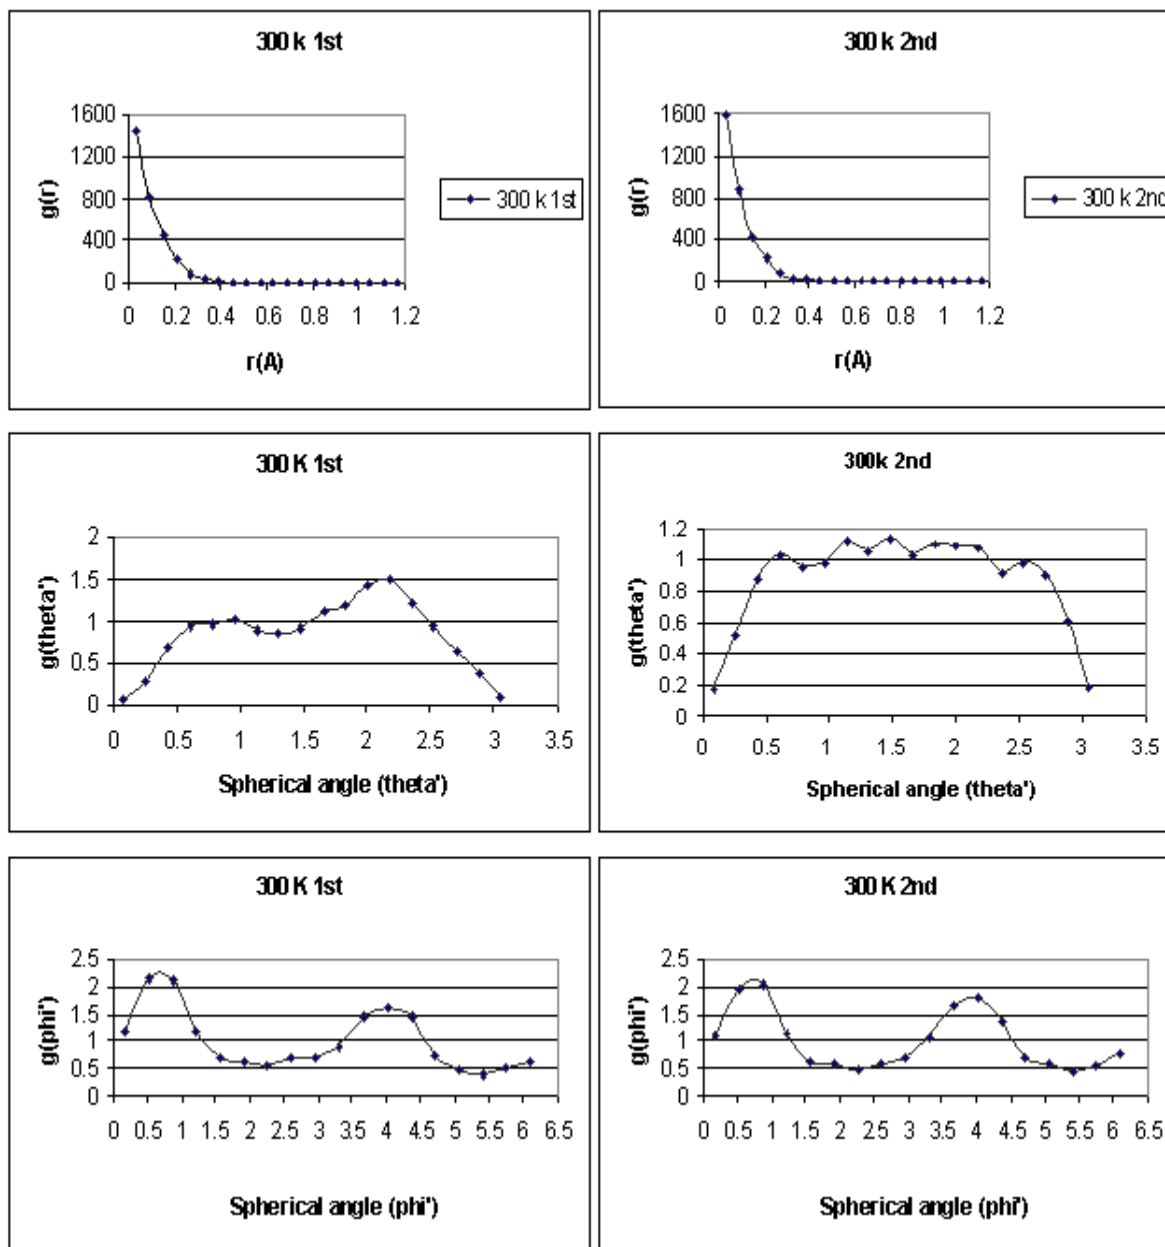 300 k 1st
1600
1200
800
400
0
g(r)
0 0.2 0.4 0.6 0.8 1 1.2
r(A)
300 k 1st
300 k 2nd
1600
1200
800
400
0
g(r)
0 0.2 0.4 0.6 0.8 1 1.2
r(A)
300 k 2nd
300 K 1st
2
1.5
1
0.5
0
g(theta')
0 0.5 1 1.5 2 2.5 3 3.5
Spherical angle (theta')
300k 2nd
1.2
1
0.8
0.6
0.4
0.2
0
g(theta')
0 0.5 1 1.5 2 2.5 3 3.5
Spherical angle (theta')
300 K 1st
2.5
2
1.5
1
0.5
0
g(phi')
0 0.5 1 1.5 2 2.5 3 3.5 4 4.5 5 5.5 6 6.5
Spherical angle (phi')
300 K 2nd
2.5
2
1.5
1
0.5
0
g(phi')
0 0.5 1 1.5 2 2.5 3 3.5 4 4.5 5 5.5 6 6.5
Spherical angle (phi')